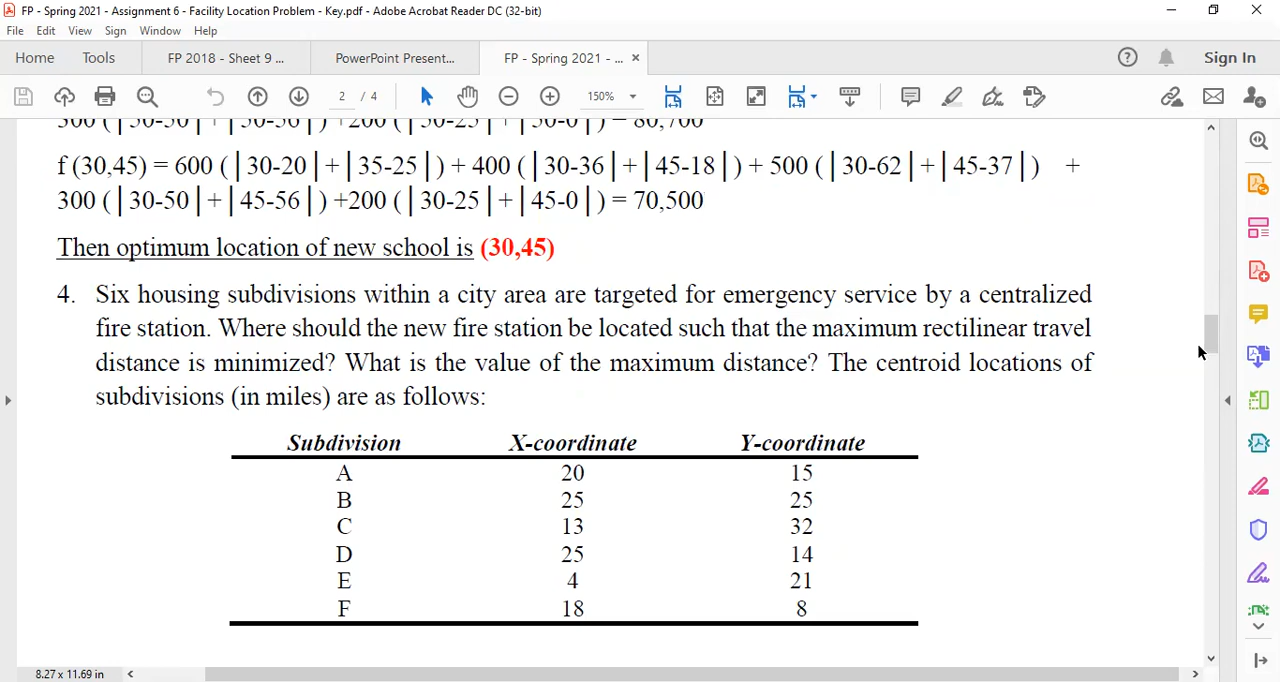 FP - Spring 2021 - Assignment 6 - Facility Location Problem - Key.pdf - Adobe Acrobat Reader DC (32-bit)
File Edit View Sign Window Help
Home Tools FP 2018 - Sheet 9 ... PowerPoint Present... FP - Spring 2021 - ... × Sign In
2 / 4 150%
f (30,45) = 600 (|30-20|+|35-25|) + 400 (|30-36|+|45-18|) + 500 (|30-62|+|45-37|) +
300 (|30-50|+|45-56|) +200 (|30-25|+|45-0|) = 70,500
Then optimum location of new school is (30,45)
4. Six housing subdivisions within a city area are targeted for emergency service by a centralized
fire station. Where should the new fire station be located such that the maximum rectilinear travel
distance is minimized? What is the value of the maximum distance? The centroid locations of
subdivisions (in miles) are as follows:
Subdivision X-coordinate Y-coordinate
A 20 15
B 25 25
C 13 32
D 25 14
E 4 21
F 18 8
8.27 x 11.69 in